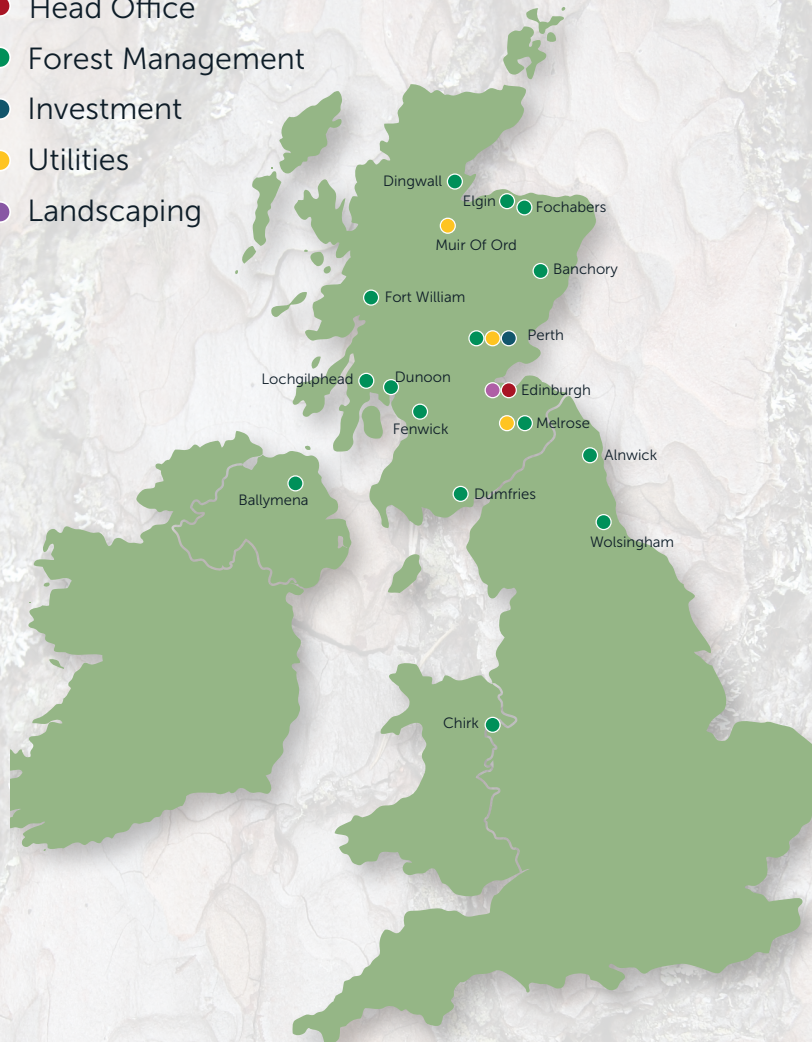 Head Office
Forest Management
Investment
Utilities
Landscaping
Dingwall
Elgin
Fochabers
Muir Of Ord
Banchory
Fort William
Perth
Lochgilphead
Dunoon
Edinburgh
Fenwick
Melrose
Alnwick
Ballymena
Dumfries
Wolsingham
Chirk